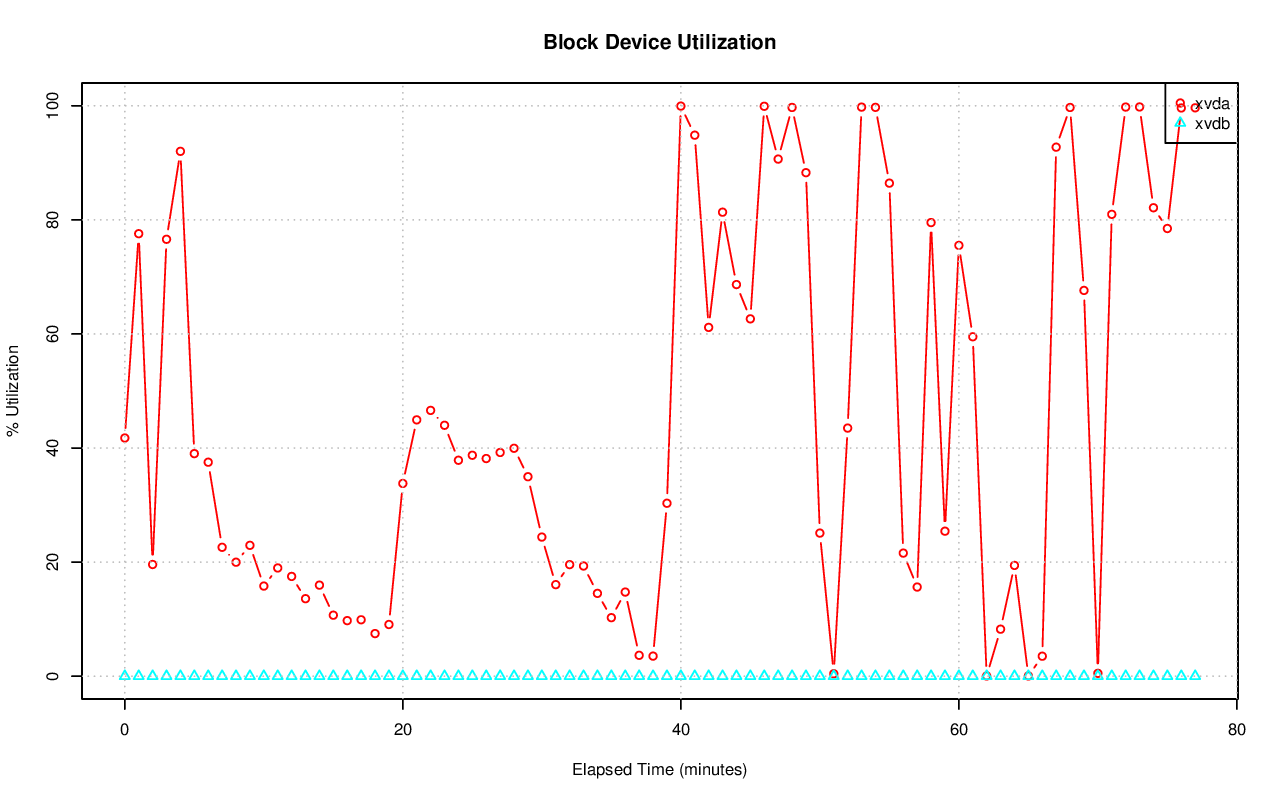 Block Device Utilization
% Utilization
100
80
60
40
20
0
xvda
xvdb
0 20 40 60 80
Elapsed Time (minutes)